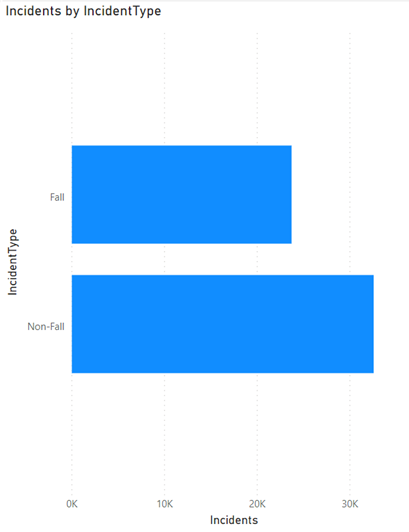 Incidents by IncidentType
IncidentType
Fall
Non-Fall
0K
10K
20K
30K
Incidents